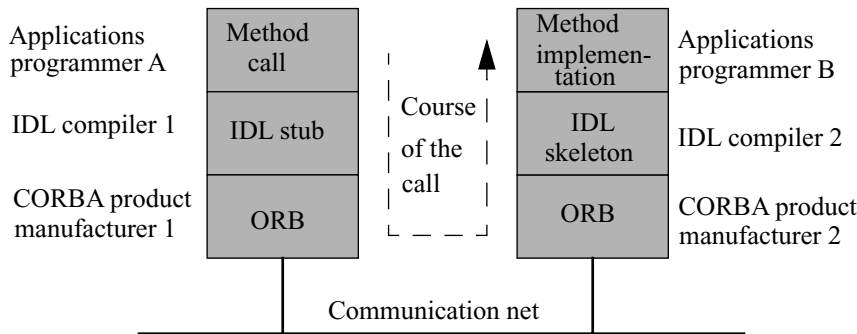 Applications
programmer A
Method
call
Method
implemen-
tation
Applications
programmer B
IDL compiler 1
IDL stub
Course
of the
call
IDL
skeleton
IDL compiler 2
CORBA product
manufacturer 1
ORB
ORB
CORBA product
manufacturer 2
Communication net